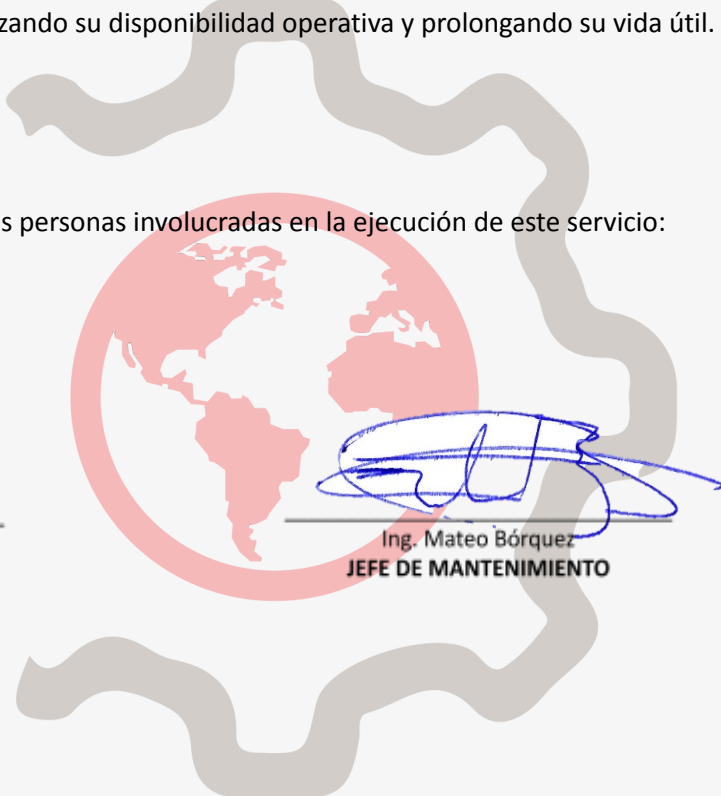 zando su disponibilidad operativa y prolongando su vida útil.
s personas involucradas en la ejecución de este servicio:
Ing. Mateo Bórquez
JEFE DE MANTENIMIENTO